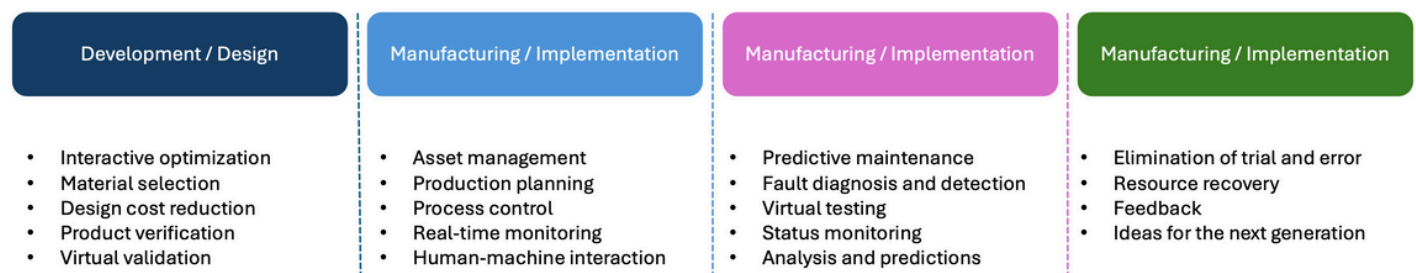 Development / Design
• Interactive optimization
• Material selection
• Design cost reduction
• Product verification
• Virtual validation
Manufacturing / Implementation
• Asset management
• Production planning
• Process control
• Real-time monitoring
• Human-machine interaction
Manufacturing / Implementation
• Predictive maintenance
• Fault diagnosis and detection
• Virtual testing
• Status monitoring
• Analysis and predictions
Manufacturing / Implementation
• Elimination of trial and error
• Resource recovery
• Feedback
• Ideas for the next generation